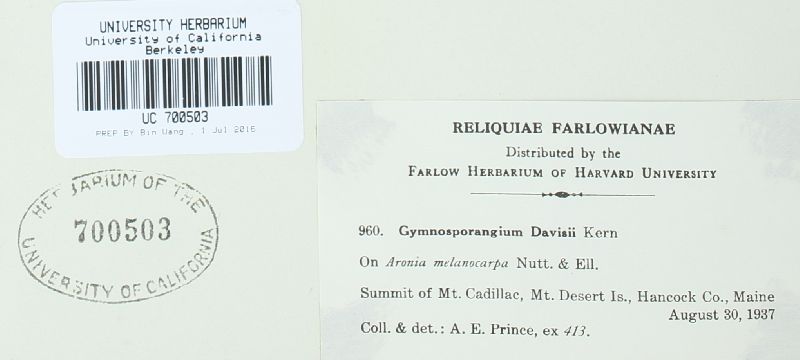 UNIVERSITY HERBARIUM
University of California
Berkeley
UC 700503
PREP BY Bin Wang , 1 Jul 2016
HERBARIUM OF THE
700503
UNIVERSITY OF CALIFORNIA
RELIQUIAE FARLOWIANAE
Distributed by the
FARLOW HERBARIUM OF HARVARD UNIVERSITY
960. Gymnosporangium Davisii Kern
On Aronia melanocarpa Nutt. & Ell.
Summit of Mt. Cadillac, Mt. Desert Is., Hancock Co., Maine
August 30, 1937
Coll. & det.: A. E. Prince, ex 413.